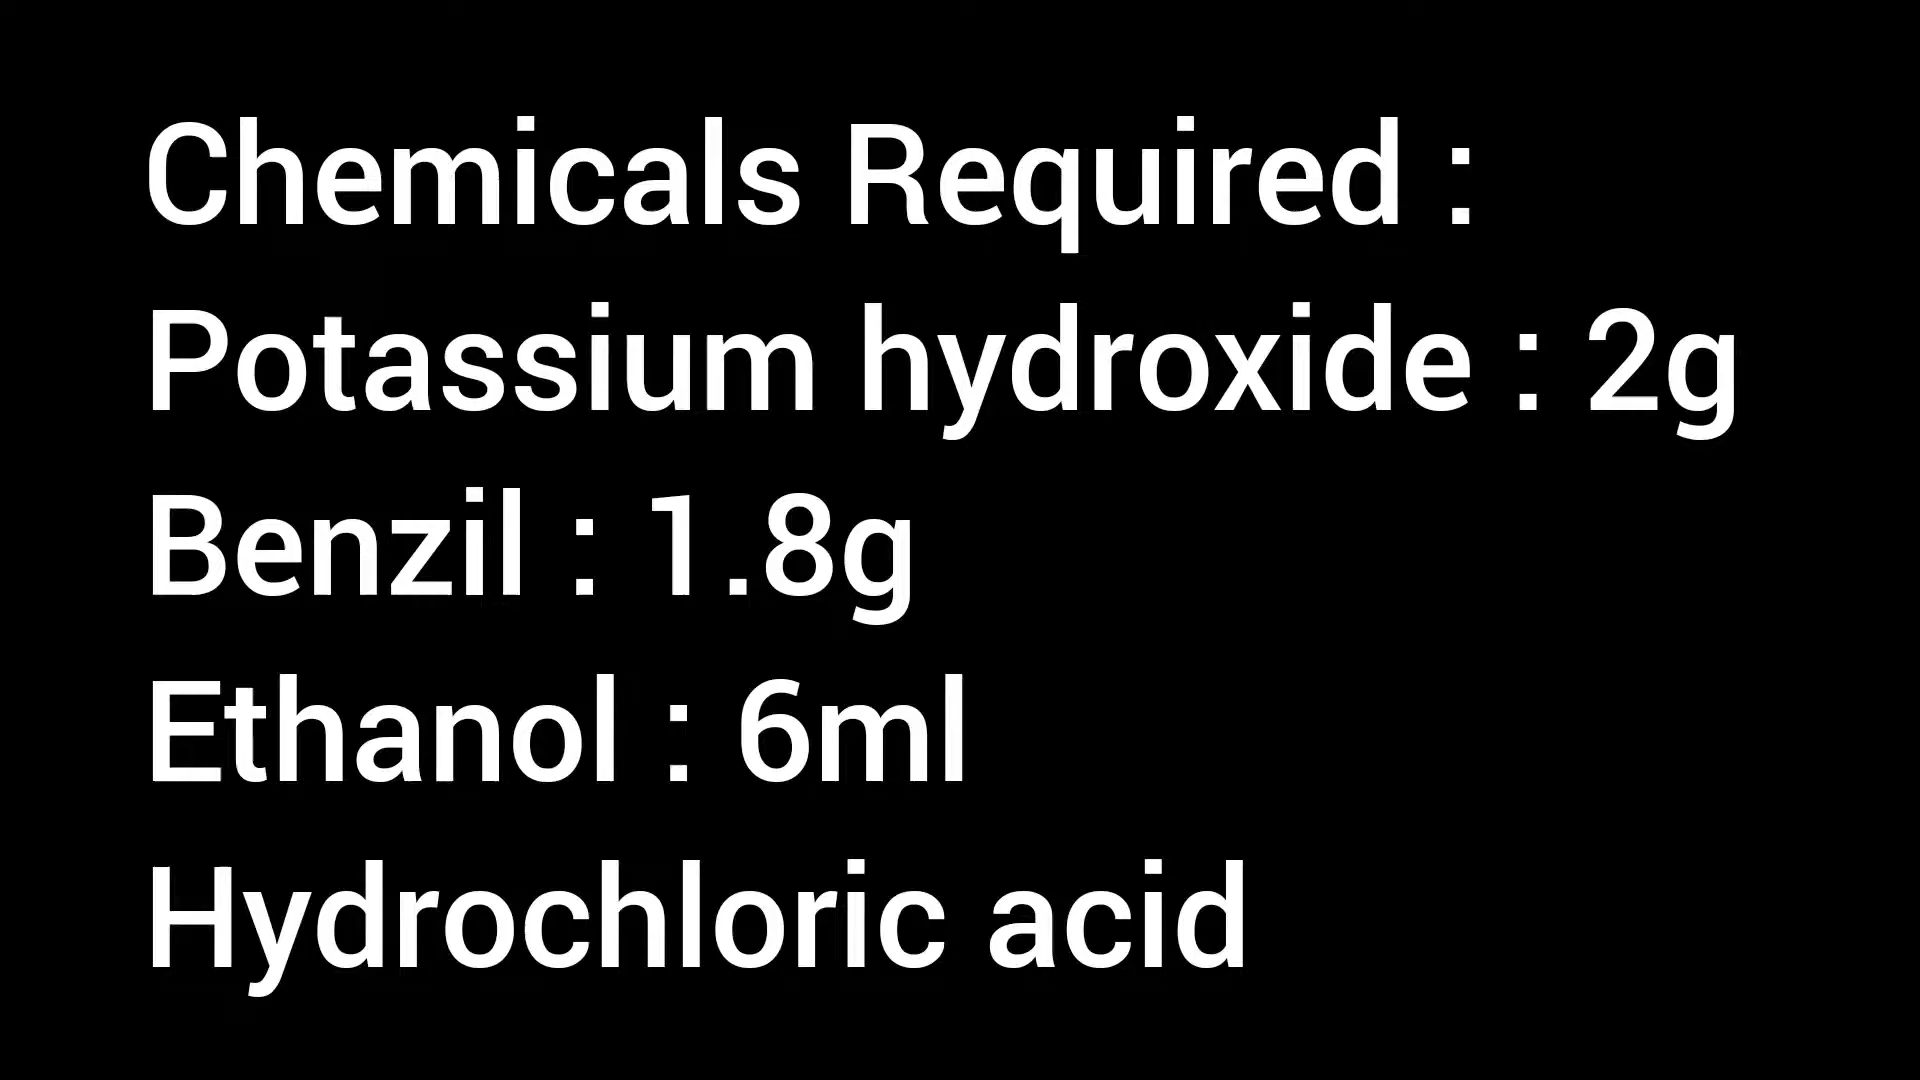 Chemicals Required :
Potassium hydroxide : 2g
Benzil : 1.8g
Ethanol : 6ml
Hydrochloric acid